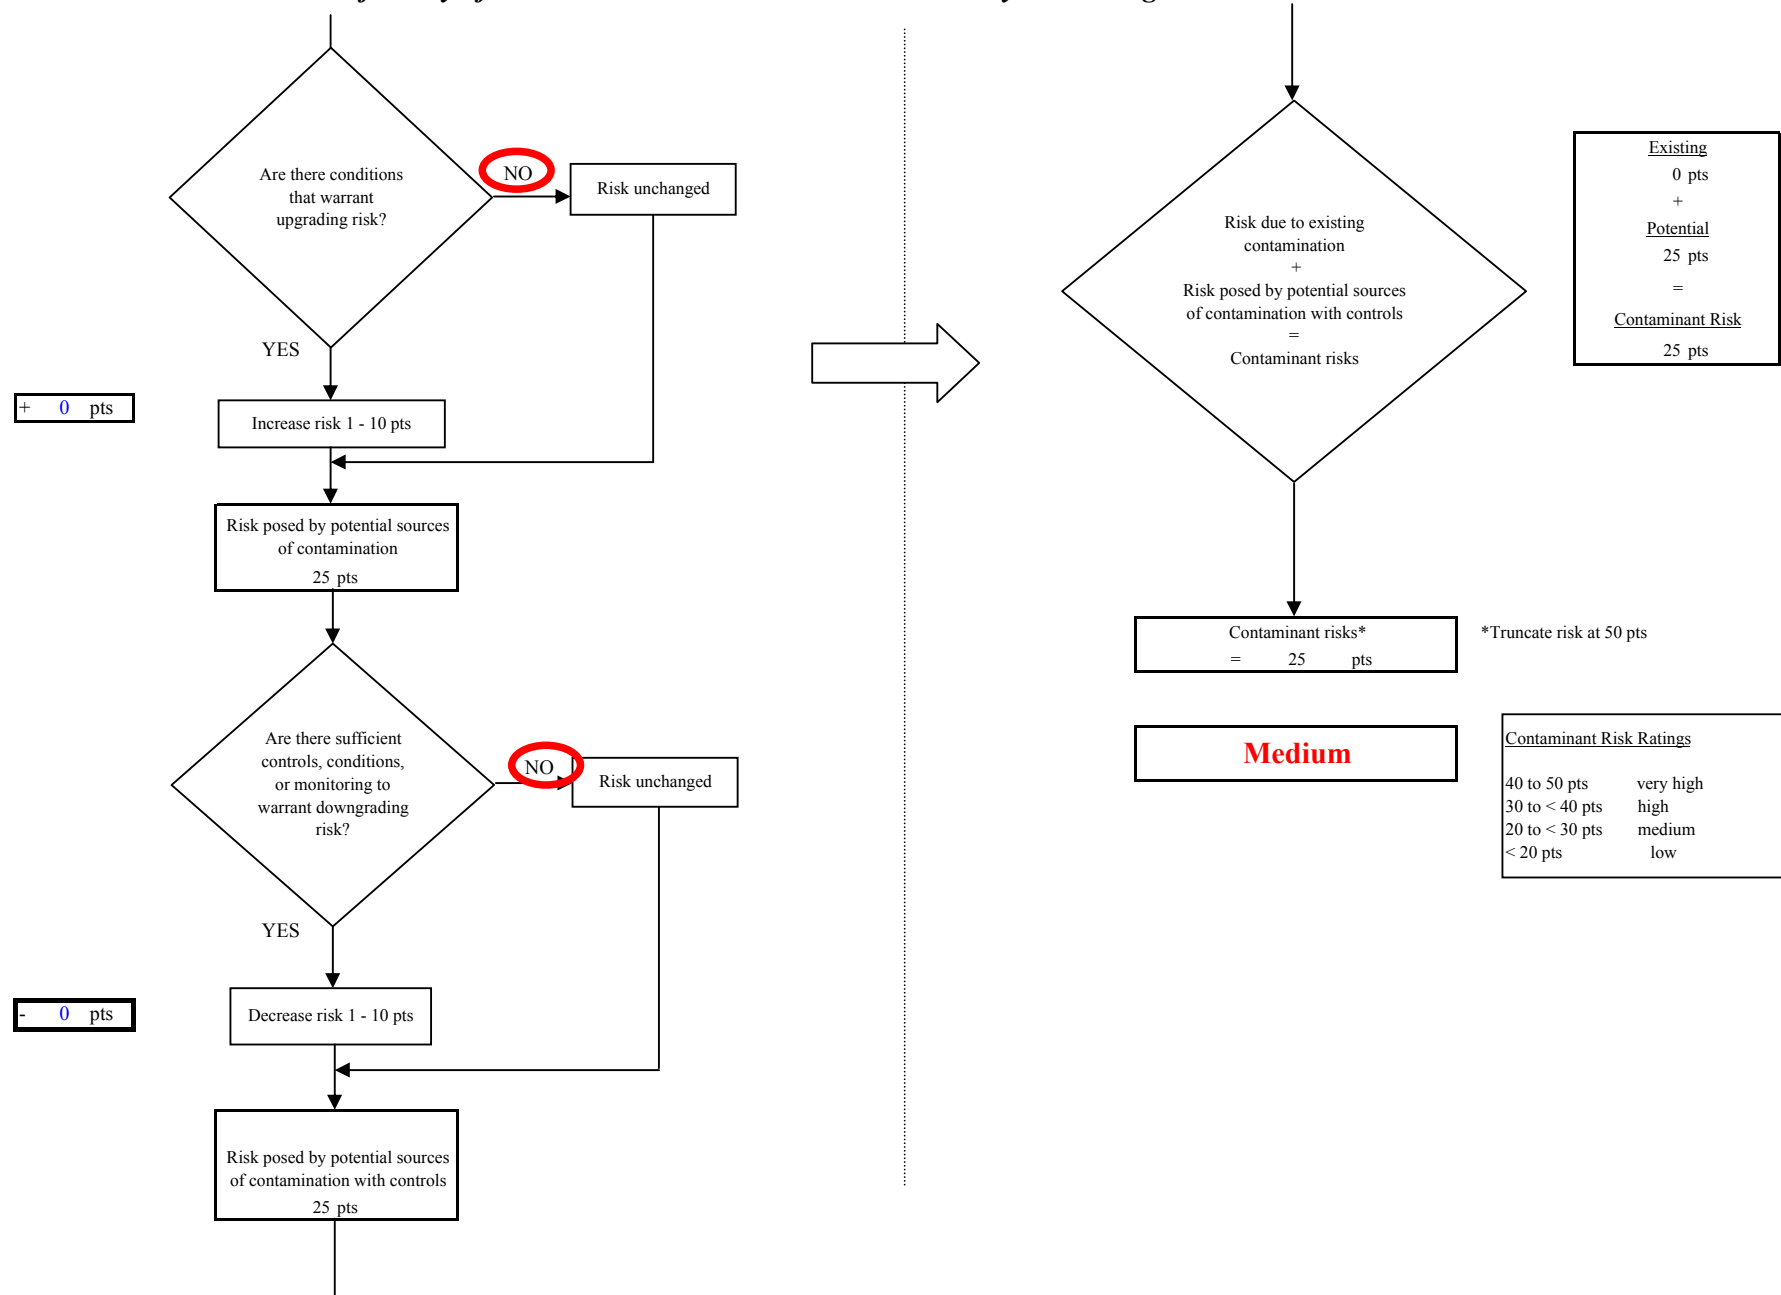 Are there conditions
that warrant
upgrading risk?
NO
Risk unchanged
YES
+ 0 pts
Increase risk 1 - 10 pts
Risk posed by potential sources
of contamination
25 pts
Are there sufficient
controls, conditions,
or monitoring to
warrant downgrading
risk?
NO
Risk unchanged
YES
- 0 pts
Decrease risk 1 - 10 pts
Risk posed by potential sources
of contamination with controls
25 pts
Risk due to existing
contamination
+
Risk posed by potential sources
of contamination with controls
=
Contaminant risks
Existing
0 pts
+
Potential
25 pts
=
Contaminant Risk
25 pts
Contaminant risks*
= 25 pts
*Truncate risk at 50 pts
Medium
Contaminant Risk Ratings
40 to 50 pts very high
30 to < 40 pts high
20 to < 30 pts medium
< 20 pts low